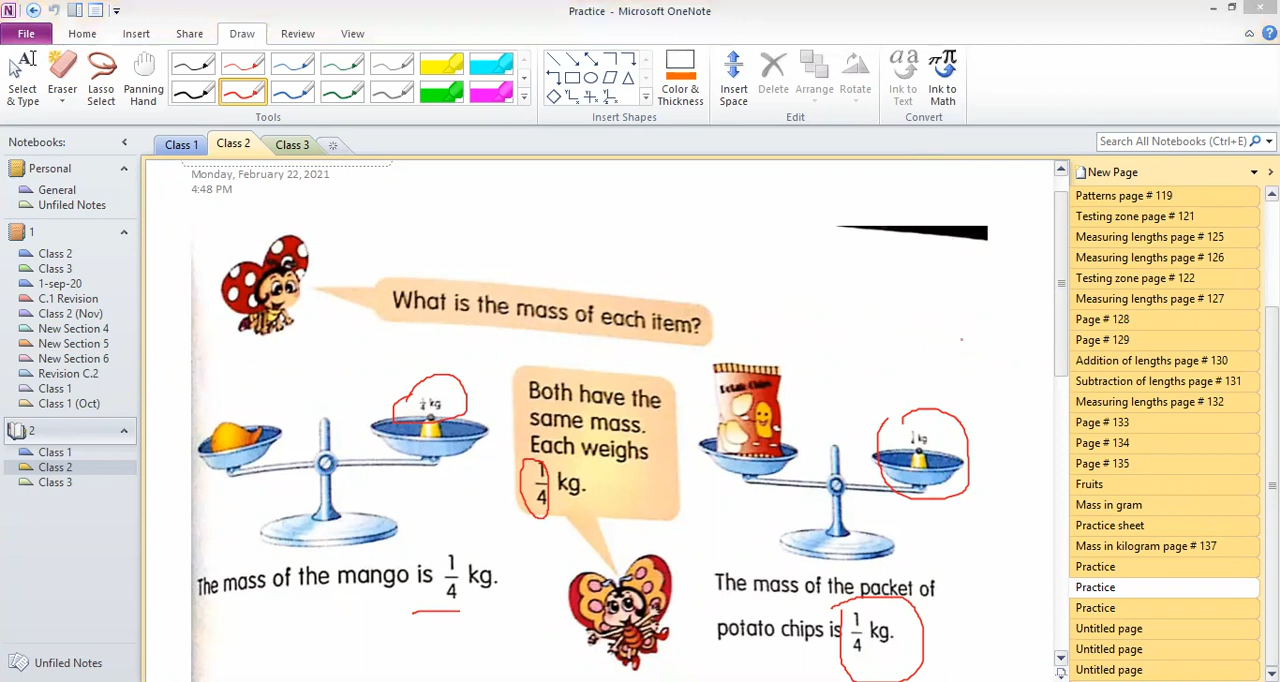 Practice - Microsoft OneNote
File Home Insert Share Draw Review View
Select & Type
Eraser
Lasso Select
Panning Hand
Color & Thickness
Insert Space
Delete
Arrange
Rotate
Ink to Text
Ink to Math
Tools
Insert Shapes
Edit
Convert
Notebooks:
Personal
General
Unfiled Notes
1
Class 2
Class 3
1-sep-20
C.1 Revision
Class 2 (Nov)
New Section 4
New Section 5
New Section 6
Revision C.2
Class 1
Class 1 (Oct)
2
Class 1
Class 2
Class 3
Unfiled Notes
Class 1 Class 2 Class 3
Search All Notebooks (Ctrl+E)
Monday, February 22, 2021
4:48 PM
What is the mass of each item?
1/4 kg
The mass of the mango is 1/4 kg.
Both have the
same mass.
Each weighs
1/4 kg.
Potato Chips
kg
The mass of the packet of
potato chips is 1/4 kg.
New Page
Patterns page # 119
Testing zone page # 121
Measuring lengths page # 125
Measuring lengths page # 126
Testing zone page # 122
Measuring lengths page # 127
Page # 128
Page # 129
Addition of lengths page # 130
Subtraction of lengths page # 131
Measuring lengths page # 132
Page # 133
Page # 134
Page # 135
Fruits
Mass in gram
Practice sheet
Mass in kilogram page # 137
Practice
Practice
Practice
Untitled page
Untitled page
Untitled page